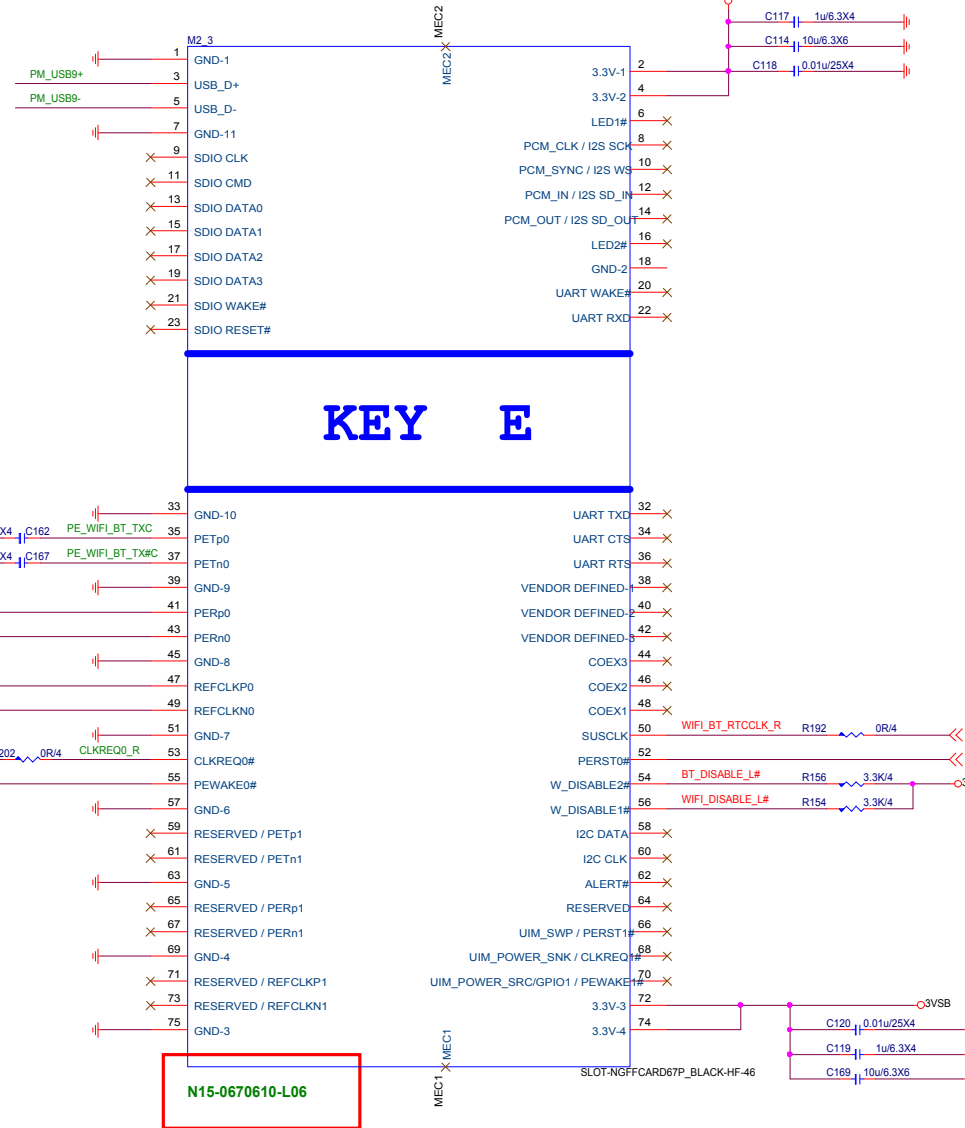 MEC2
C117 1u/6.3X4
M2_3
C114 10u/6.3X6
MEC2
1 GND-1
C118 0.01u/25X4
PM_USB9+ 3 USB_D+
3.3V-1 2
PM_USB9- 5 USB_D-
3.3V-2 4
7 GND-11
LED1# 6
9 SDIO CLK
PCM_CLK / I2S SCK 8
11 SDIO CMD
PCM_SYNC / I2S WS 10
13 SDIO DATA0
PCM_IN / I2S SD_IN 12
15 SDIO DATA1
PCM_OUT / I2S SD_OUT 14
17 SDIO DATA2
LED2# 16
19 SDIO DATA3
GND-2 18
21 SDIO WAKE#
UART WAKE# 20
23 SDIO RESET#
UART RXD 22
KEY E
33 GND-10
UART TXD 32
X4 C162 PE_WIFI_BT_TXC 35 PETp0
UART CTS 34
X4 C167 PE_WIFI_BT_TX#C 37 PETn0
UART RTS 36
39 GND-9
VENDOR DEFINED-1 38
41 PERp0
VENDOR DEFINED-2 40
43 PERn0
VENDOR DEFINED-3 42
45 GND-8
COEX3 44
47 REFCLKP0
COEX2 46
49 REFCLKN0
COEX1 48
51 GND-7
SUSCLK 50 WIFI_BT_RTCCLK_R R192 0R/4
202 0R/4 CLKREQ0_R 53 CLKREQ0#
PERST0# 52
55 PEWAKE0#
W_DISABLE2# 54 BT_DISABLE_L# R156 3.3K/4
3
57 GND-6
W_DISABLE1# 56 WIFI_DISABLE_L# R154 3.3K/4
59 RESERVED / PETp1
I2C DATA 58
61 RESERVED / PETn1
I2C CLK 60
63 GND-5
ALERT# 62
65 RESERVED / PERp1
RESERVED 64
67 RESERVED / PERn1
UIM_SWP / PERST1# 66
69 GND-4
UIM_POWER_SNK / CLKREQ1# 68
71 RESERVED / REFCLKP1
UIM_POWER_SRC/GPIO1 / PEWAKE1# 70
73 RESERVED / REFCLKN1
3.3V-3 72 3VSB
75 GND-3
3.3V-4 74
C120 0.01u/25X4
MEC1
C119 1u/6.3X4
SLOT-NGFFCARD67P_BLACK-HF-46
C169 10u/6.3X6
MEC1
N15-0670610-L06